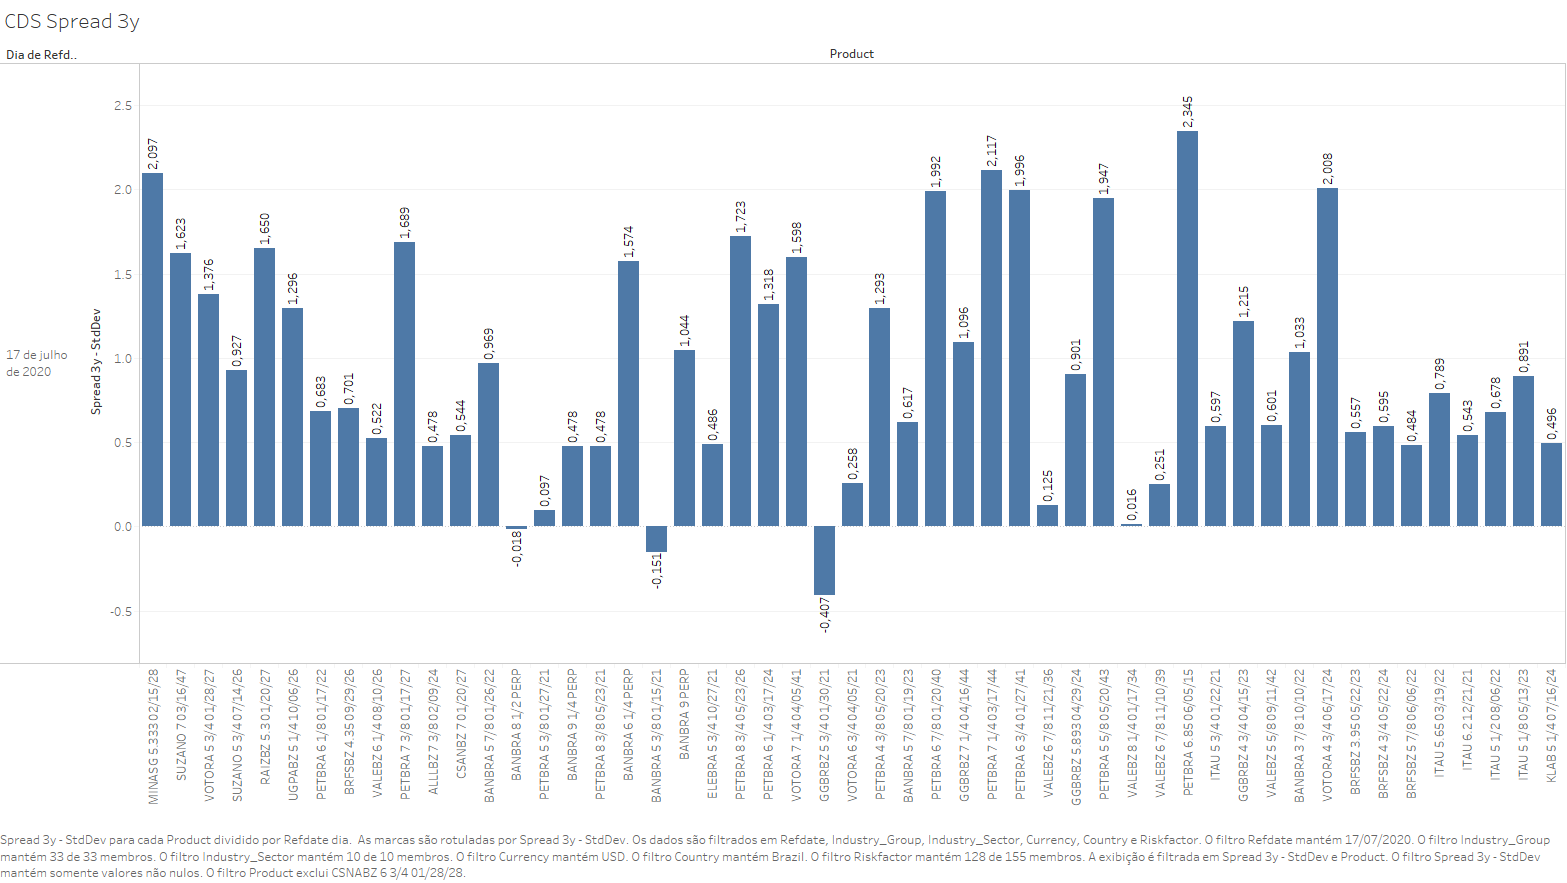 CDS Spread 3y
Dia de Refd..
Product
Spread 3y - StdDev
17 de julho
de 2020
2.5
2.0
1.5
1.0
0.5
0.0
-0.5
2,097
1,623
1,376
0,927
1,650
1,296
0,683
0,701
0,522
1,689
0,478
0,544
0,969
-0,018
0,097
0,478
0,478
1,574
-0,151
1,044
0,486
1,723
1,318
1,598
-0,407
0,258
1,293
0,617
1,992
1,096
2,117
1,996
0,125
0,901
1,947
0,016
0,251
2,345
0,597
1,215
0,601
1,033
2,008
0,557
0,595
0,484
0,789
0,543
0,678
0,891
0,496
MINASG 5.333 02/15/28
SUZANO 7 03/16/47
VOTORA 5 3/4 01/28/27
SUZANO 5 3/4 07/14/26
RAIZBZ 5.3 01/20/27
UGPABZ 5 1/4 10/06/26
PETBRA 6 1/8 01/17/22
BRFSBZ 4.35 09/29/26
VALEBZ 6 1/4 08/10/26
PETBRA 7 3/8 01/17/27
ALLLBZ 7 3/8 02/09/24
CSANBZ 7 01/20/27
BANBRA 5 7/8 01/26/22
BANBRA 8 1/2 PERP
PETBRA 5 3/8 01/27/21
BANBRA 9 1/4 PERP
PETBRA 8 3/8 05/23/21
BANBRA 6 1/4 PERP
BANBRA 5 3/8 01/15/21
BANBRA 9 PERP
ELEBRA 5 3/4 10/27/21
PETBRA 8 3/4 05/23/26
PETBRA 6 1/4 03/17/24
VOTORA 7 1/4 04/05/41
GGBRBZ 5 3/4 01/30/21
VOTORA 6 3/4 04/05/21
PETBRA 4 3/8 05/20/23
BANBRA 5 7/8 01/19/23
PETBRA 6 7/8 01/20/40
GGBRBZ 7 1/4 04/16/44
PETBRA 7 1/4 03/17/44
PETBRA 6 3/4 01/27/41
VALEBZ 6 7/8 11/21/36
GGBRBZ 5.893 04/29/24
PETBRA 5 5/8 05/20/43
VALEBZ 8 1/4 01/17/34
VALEBZ 6 7/8 11/10/39
PETBRA 6.85 06/05/15
ITAU 5 3/4 01/22/21
GGBRBZ 4 3/4 04/15/23
VALEBZ 5 5/8 09/11/42
BANBRA 3 7/8 10/10/22
VOTORA 4 3/4 06/17/24
BRFSBZ 3.95 05/22/23
BRFSBZ 4 3/4 05/22/24
BRFSBZ 5 7/8 06/06/22
ITAU 5.65 03/19/22
ITAU 6.2 12/21/21
ITAU 5 1/2 08/06/22
ITAU 5 1/8 05/13/23
KLAB 5 1/4 07/16/24
Spread 3y - StdDev para cada Product dividido por Refdate dia.  As marcas são rotuladas por Spread 3y - StdDev. Os dados são filtrados em Refdate, Industry_Group, Industry_Sector, Currency, Country e Riskfactor. O filtro Refdate mantém 17/07/2020. O filtro Industry_Group
mantém 33 de 33 membros. O filtro Industry_Sector mantém 10 de 10 membros. O filtro Currency mantém USD. O filtro Country mantém Brazil. O filtro Riskfactor mantém 128 de 155 membros. A exibição é filtrada em Spread 3y - StdDev e Product. O filtro Spread 3y - StdDev
mantém somente valores não nulos. O filtro Product exclui CSNABZ 6 3/4 01/28/28.